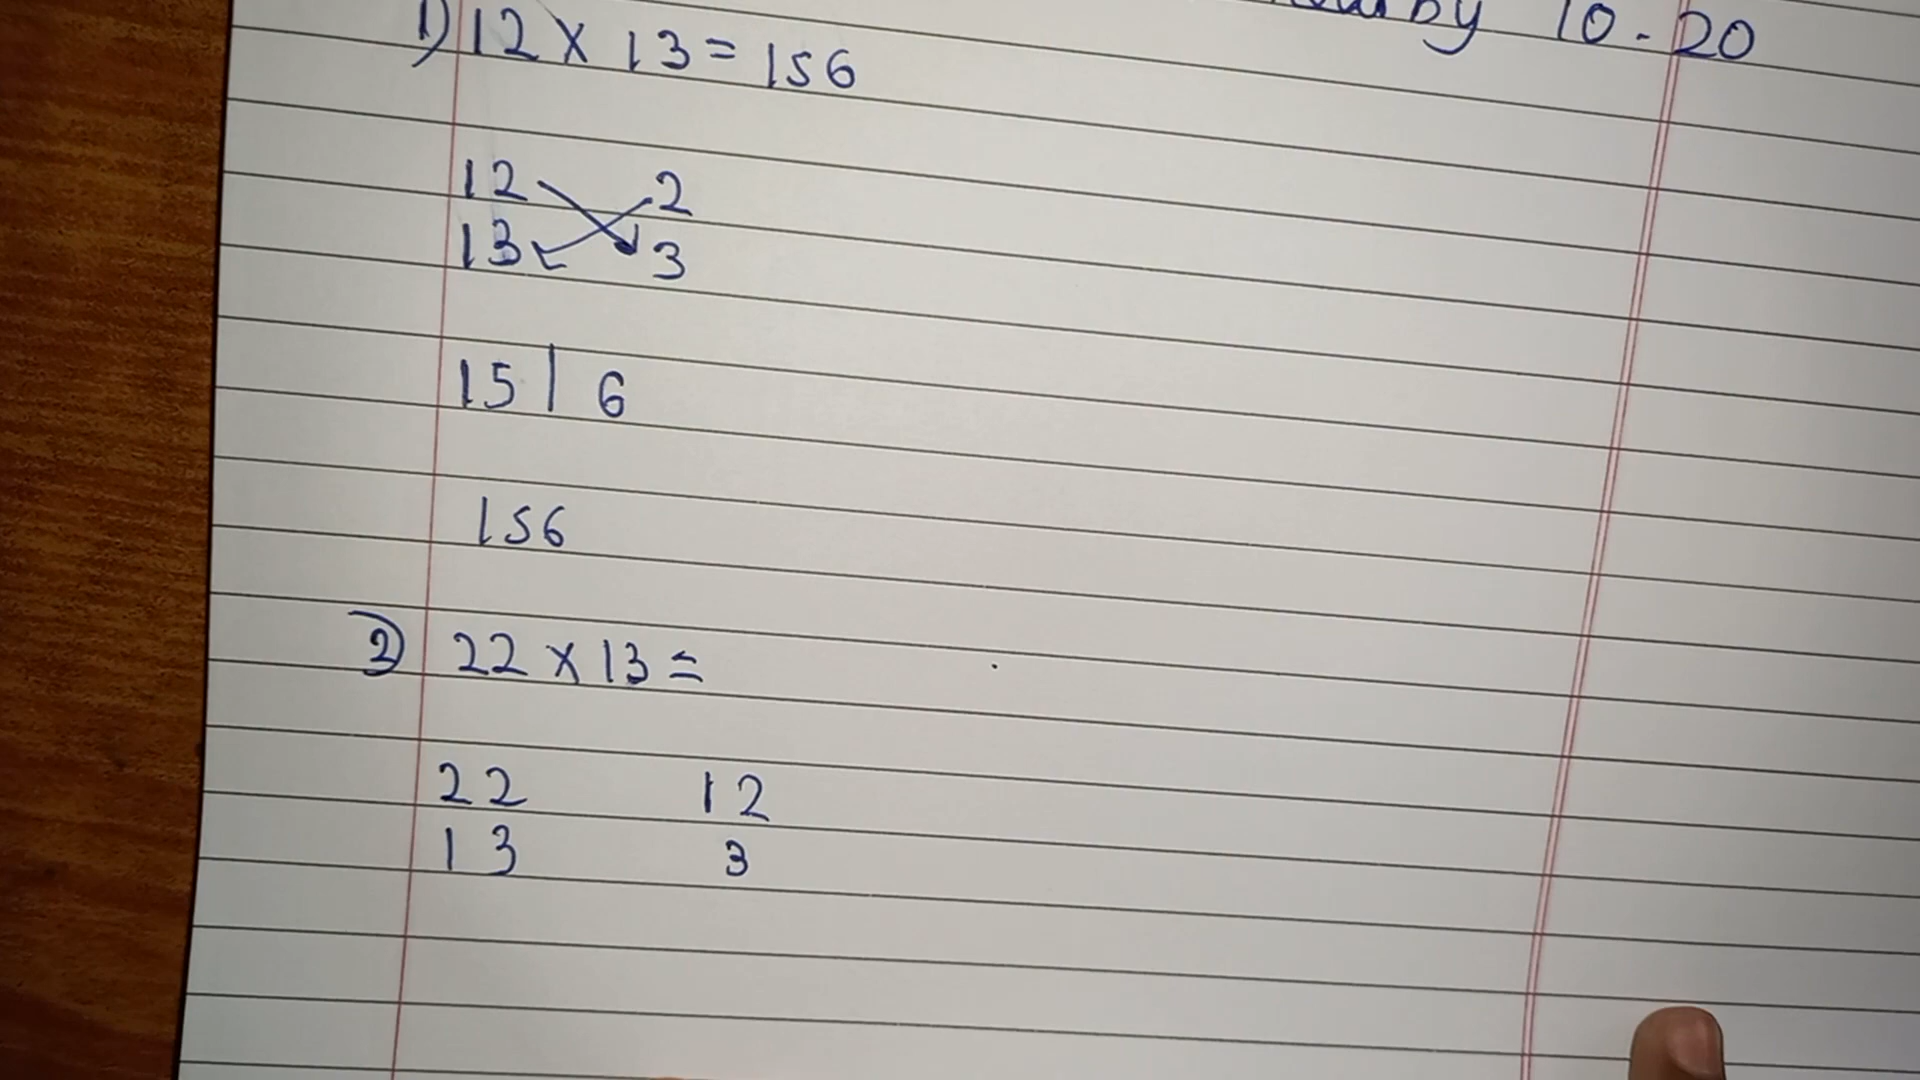 by 10-20
1) 12 x 13 = 156
12 2
13 3
15 | 6
156
2) 22 x 13 =
22 12
13 3